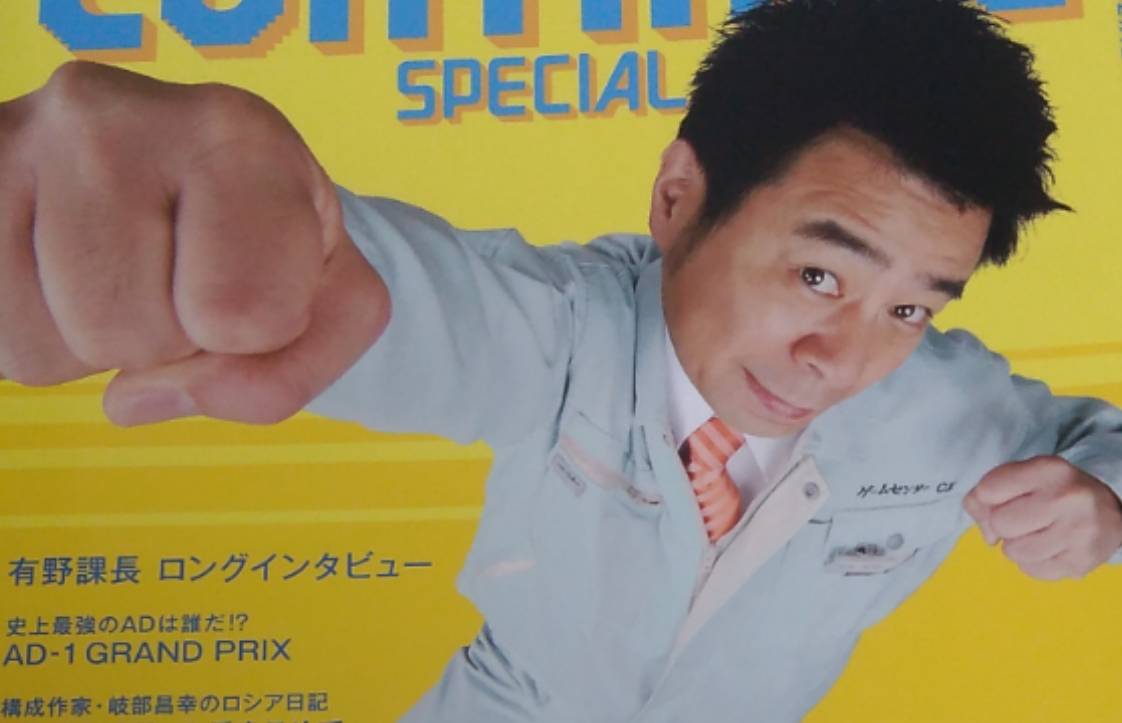 SPECIAL
ゲームセンター CX
有野課長 ロングインタビュー
史上最強のADは誰だ!?
AD-1 GRAND PRIX
構成作家・岐部昌幸のロシア日記